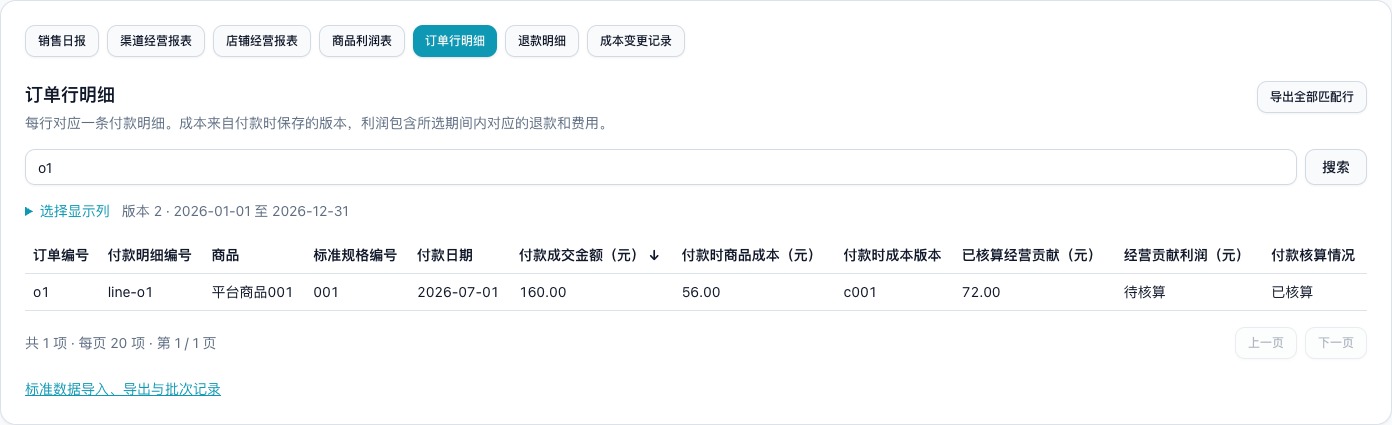 销售日报 渠道经营报表 店铺经营报表 商品利润表 订单行明细 退款明细 成本变更记录
订单行明细 导出全部匹配行
每行对应一条付款明细。成本来自付款时保存的版本，利润包含所选期间内对应的退款和费用。
o1 搜索
▶ 选择显示列 版本 2 · 2026-01-01 至 2026-12-31
订单编号 付款明细编号 商品 标准规格编号 付款日期 付款成交金额（元） ↓ 付款时商品成本（元） 付款时成本版本 已核算经营贡献（元） 经营贡献利润（元） 付款核算情况
o1 line-o1 平台商品001 001 2026-07-01 160.00 56.00 c001 72.00 待核算 已核算
共 1 项 · 每页 20 项 · 第 1 / 1 页 上一页 下一页
标准数据导入、导出与批次记录